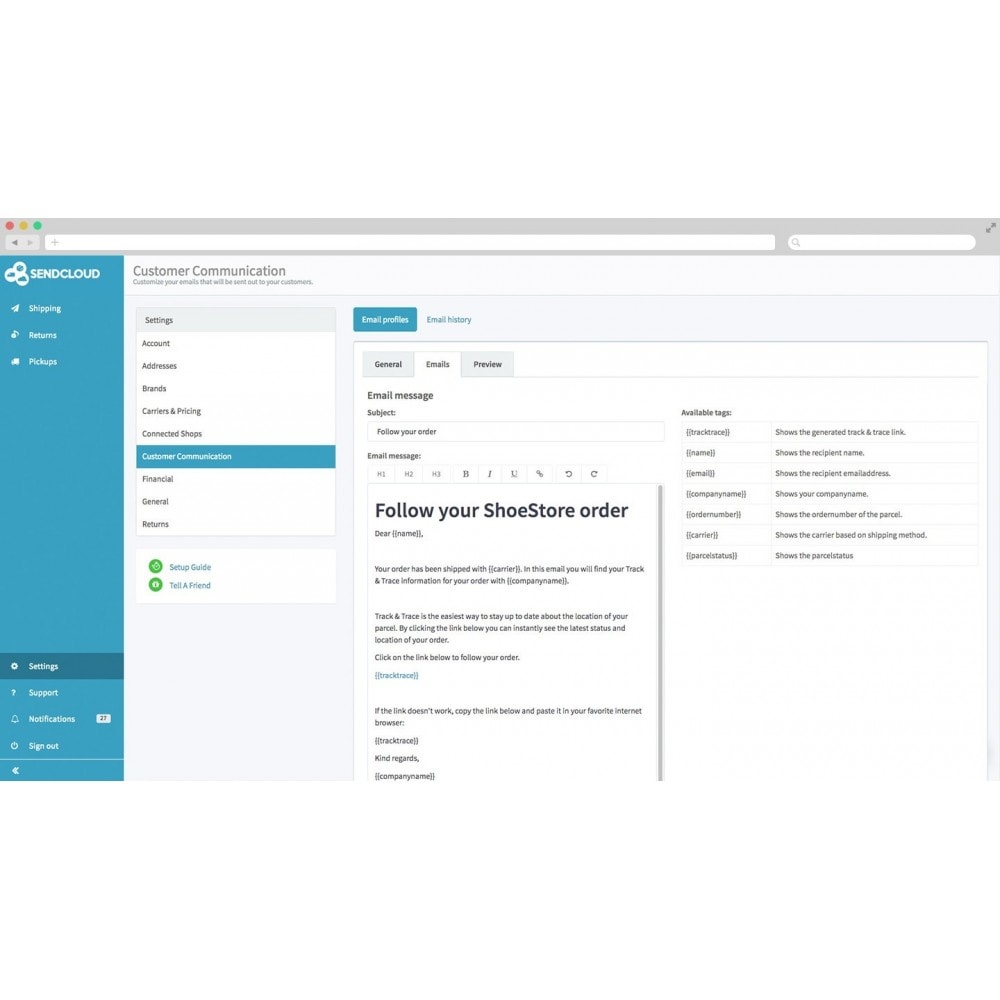 SENDCLOUD
Shipping
Returns
Pickups
Settings
Support
Notifications 27
Sign out
Customer Communication
Customize your emails that will be sent out to your customers.
Settings
Account
Addresses
Brands
Carriers & Pricing
Connected Shops
Customer Communication
Financial
General
Returns
Setup Guide
Tell A Friend
Email profiles Email history
General Emails Preview
Email message
Subject:
Follow your order
Email message:
H1 H2 H3 B I U
Follow your ShoeStore order
Dear {{name}},
Your order has been shipped with {{carrier}}. In this email you will find your Track
& Trace information for your order with {{companyname}}.
Track & Trace is the easiest way to stay up to date about the location of your
parcel. By clicking the link below you can instantly see the latest status and
location of your order.
Click on the link below to follow your order.
{{tracktrace}}
If the link doesn't work, copy the link below and paste it in your favorite internet
browser:
{{tracktrace}}
Kind regards,
{{companyname}}
Available tags:
{{tracktrace}} Shows the generated track & trace link.
{{name}} Shows the recipient name.
{{email}} Shows the recipient emailaddress.
{{companyname}} Shows your companyname.
{{ordernumber}} Shows the ordernumber of the parcel.
{{carrier}} Shows the carrier based on shipping method.
{{parcelstatus}} Shows the parcelstatus